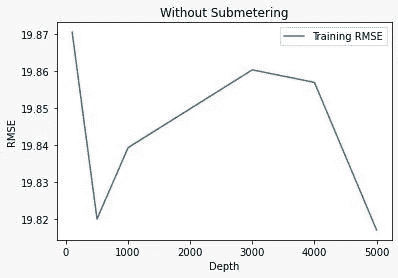 Without Submetering
Training RMSE
19.87
19.86
19.85
19.84
19.83
19.82
RMSE
0 1000 2000 3000 4000 5000
Depth